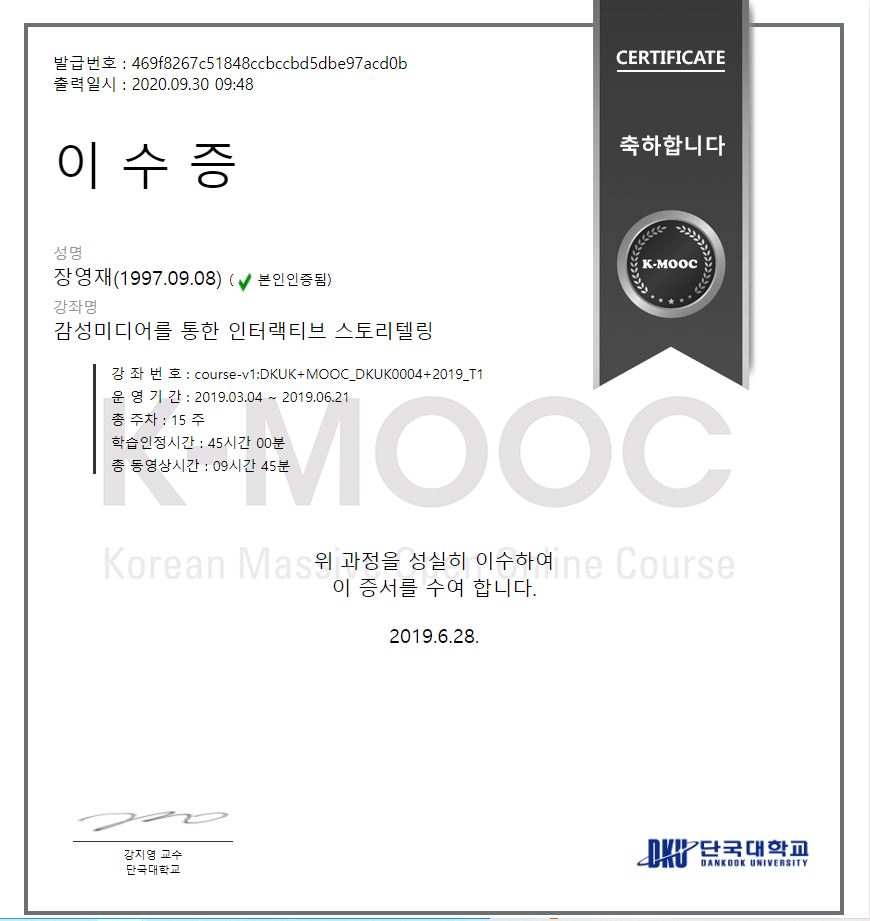 발급번호 : 469f8267c51848ccbccbd5dbe97acd0b
출력일시 : 2020.09.30 09:48
CERTIFICATE
축하합니다
K-MOOC
이 수 증
성명
장영재(1997.09.08) ( 본인인증됨)
강좌명
감성미디어를 통한 인터랙티브 스토리텔링
강 좌 번 호 : course-v1:DKUK+MOOC_DKUK0004+2019_T1
운 영 기 간 : 2019.03.04 ~ 2019.06.21
총 주차 : 15 주
학습인정시간 : 45시간 00분
총 동영상시간 : 09시간 45분
K-MOOC
Korean Massive Open Online Course
위 과정을 성실히 이수하여
이 증서를 수여 합니다.
2019.6.28.
강지영 교수
단국대학교
DKU 단국대학교
DANKOOK UNIVERSITY